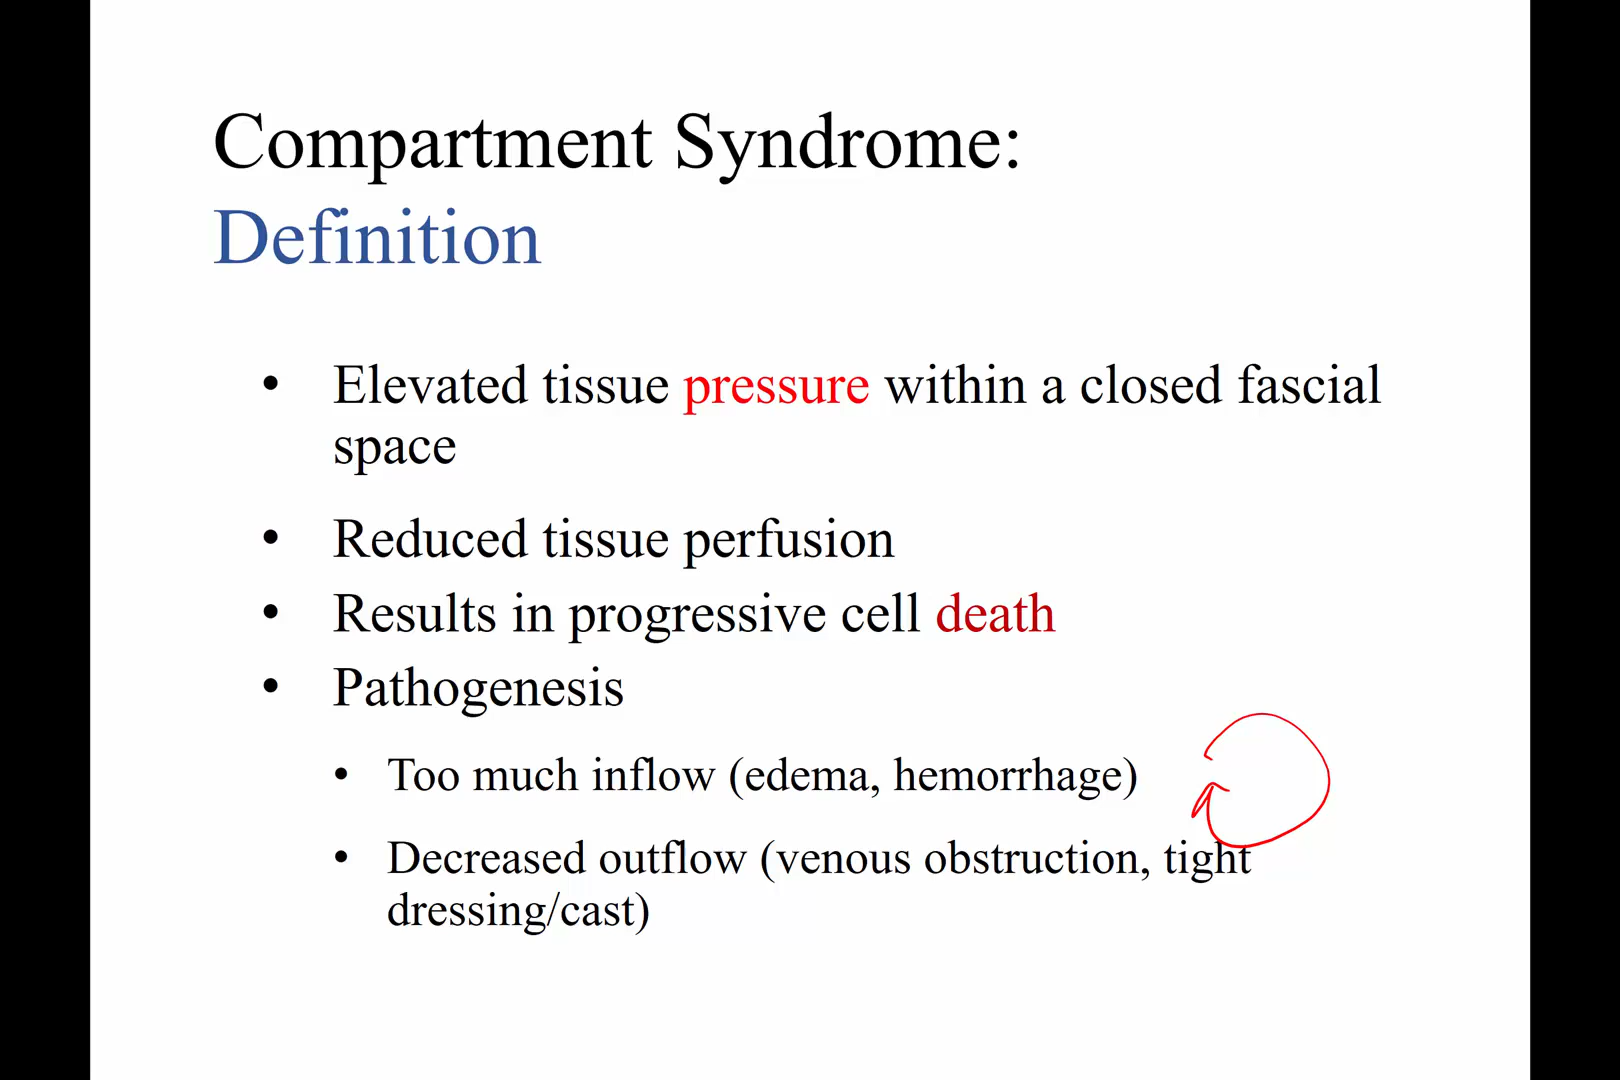 Compartment Syndrome:
Definition
• Elevated tissue pressure within a closed fascial
space
• Reduced tissue perfusion
• Results in progressive cell death
• Pathogenesis
• Too much inflow (edema, hemorrhage)
• Decreased outflow (venous obstruction, tight
dressing/cast)